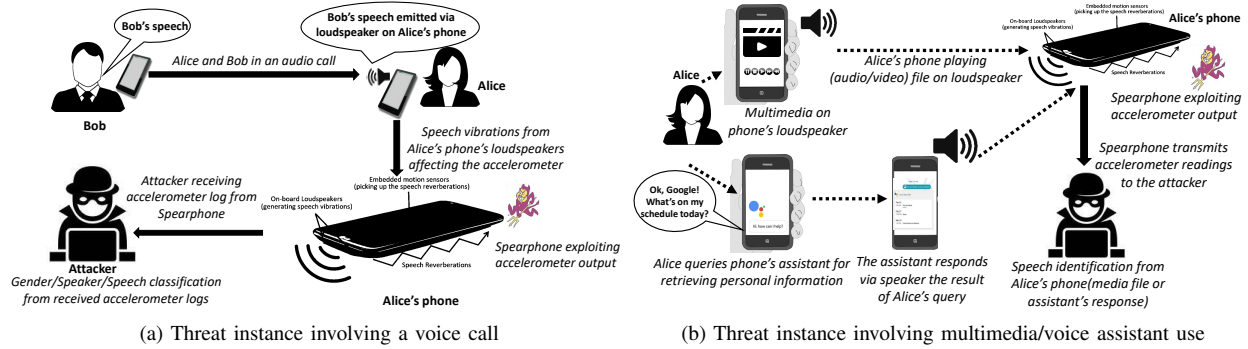 Bob's speech
Bob's speech emitted via
loudspeaker on Alice's phone
Alice and Bob in an audio call
Bob
Alice
Speech vibrations from
Alice's phone's loudspeakers
affecting the accelerometer
Attacker receiving
accelerometer log from
Spearphone
Embedded motion sensors
(picking up the speech reverberations)
On-board Loudspeakers
(generating speech vibrations)
Speech Reverberations
Spearphone exploiting
accelerometer output
Attacker
Gender/Speaker/Speech classification
from received accelerometer logs
Alice's phone
(a) Threat instance involving a voice call
Alice
Multimedia on
phone's loudspeaker
Alice's phone playing
(audio/video) file on loudspeaker
Embedded motion sensors
(picking up the speech reverberations)
On-board Loudspeakers
(generating speech vibrations)
Alice's phone
Speech Reverberations
Spearphone exploiting
accelerometer output
Spearphone transmits
accelerometer readings
to the attacker
Ok, Google!
What's on my
schedule today?
Hi, how can I help?
Alice queries phone's assistant for
retrieving personal information
The assistant responds
via speaker the result
of Alice's query
Speech identification from
Alice's phone(media file or
assistant's response)
(b) Threat instance involving multimedia/voice assistant use